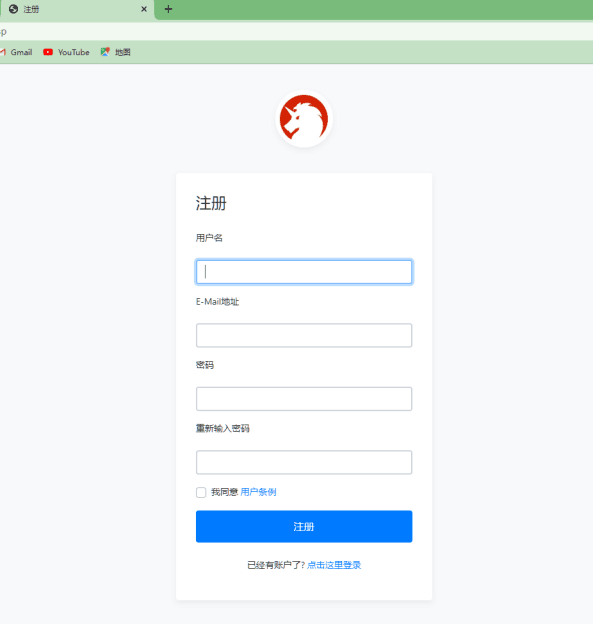 注册
p
Gmail YouTube 地图
注册
用户名
E-Mail地址
密码
重新输入密码
我同意 用户条例
注册
已经有账户了? 点击这里登录